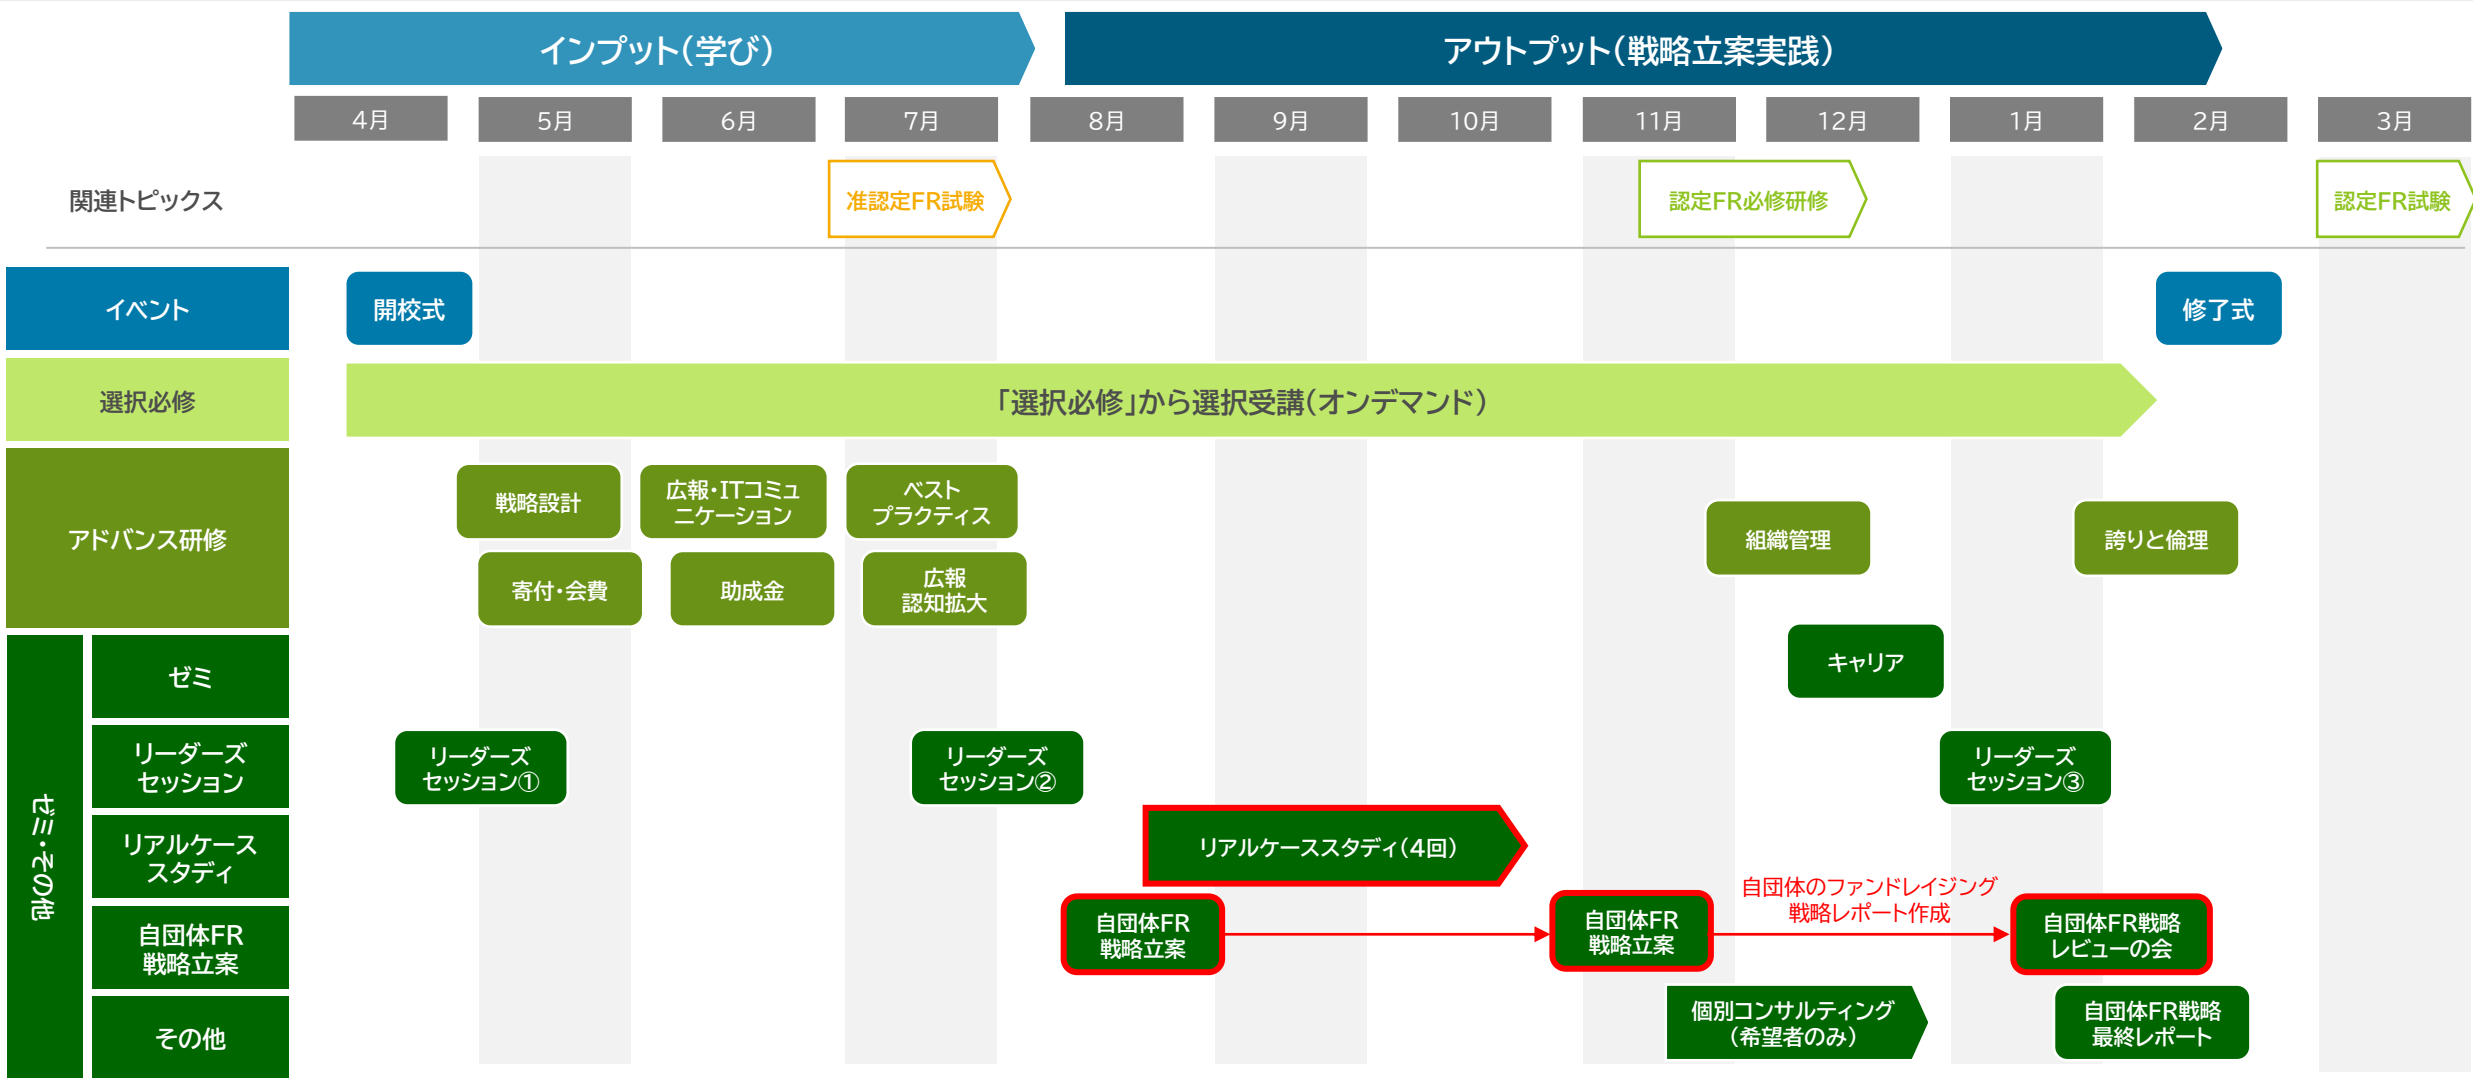 インプット(学び)
アウトプット(戦略立案実践)
4月
5月
6月
7月
8月
9月
10月
11月
12月
1月
2月
3月
関連トピックス
准認定FR試験
認定FR必修研修
認定FR試験
イベント
開校式
修了式
選択必修
「選択必修」から選択受講(オンデマンド)
アドバンス研修
戦略設計
広報・ITコミュ
ニケーション
ベスト
プラクティス
組織管理
誇りと倫理
寄付・会費
助成金
広報
認知拡大
ゼミ・その他
ゼミ
キャリア
リーダーズ
セッション
リーダーズ
セッション①
リーダーズ
セッション②
リーダーズ
セッション③
リアルケース
スタディ
リアルケーススタディ(4回)
自団体FR
戦略立案
自団体FR
戦略立案
自団体FR
戦略立案
自団体のファンドレイジング
戦略レポート作成
自団体FR戦略
レビューの会
その他
個別コンサルティング
(希望者のみ)
自団体FR戦略
最終レポート